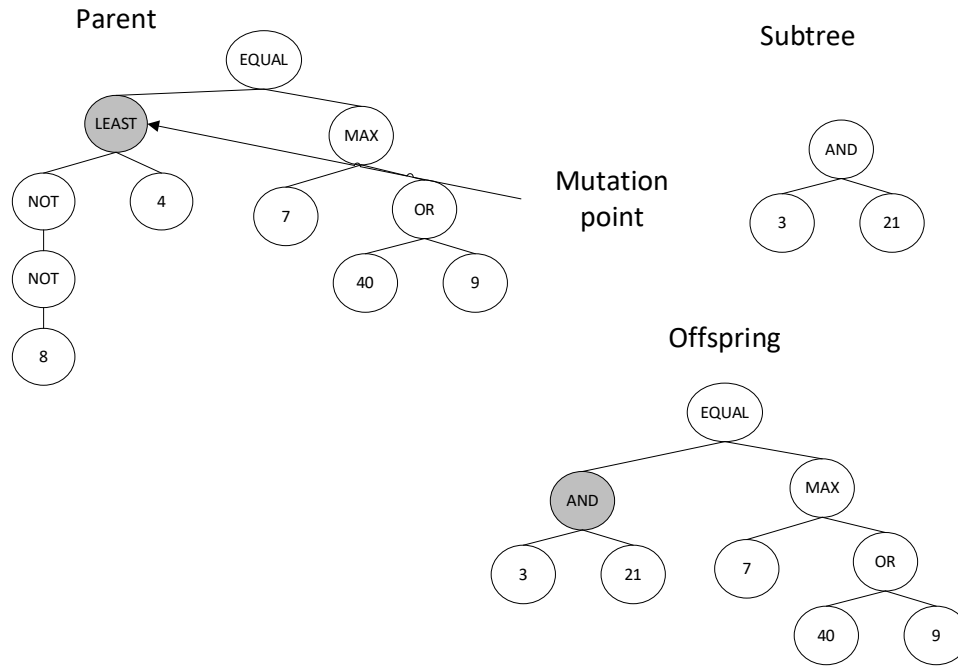 Parent
EQUAL
LEAST
MAX
NOT
4
7
OR
NOT
40
9
8
Mutation
point
Subtree
AND
3
21
Offspring
EQUAL
AND
MAX
3
21
7
OR
40
9